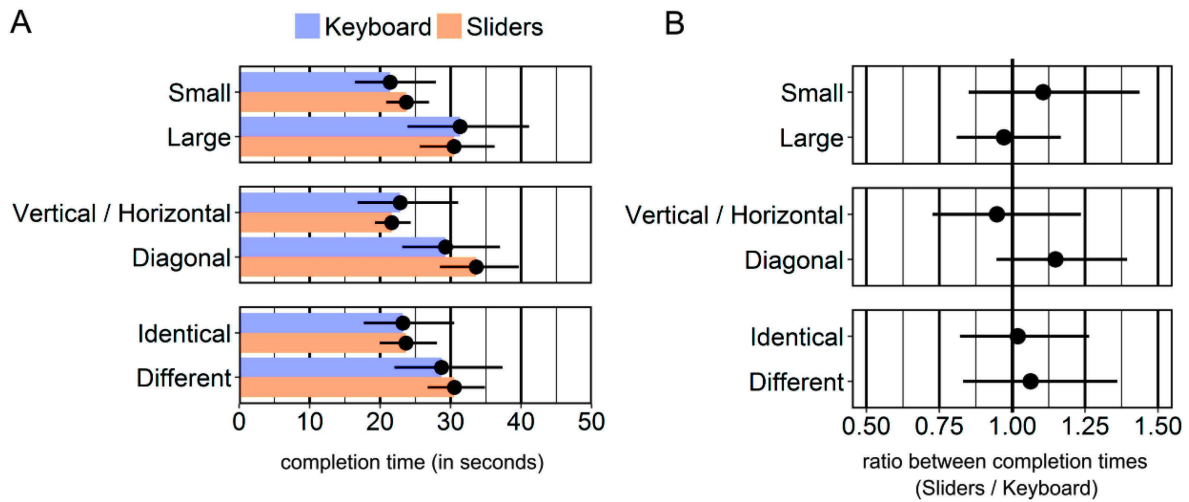 A
Keyboard Sliders
Small
Large
Vertical / Horizontal
Diagonal
Identical
Different
0 10 20 30 40 50
completion time (in seconds)
B
Small
Large
Vertical / Horizontal
Diagonal
Identical
Different
0.50 0.75 1.00 1.25 1.50
ratio between completion times
(Sliders / Keyboard)